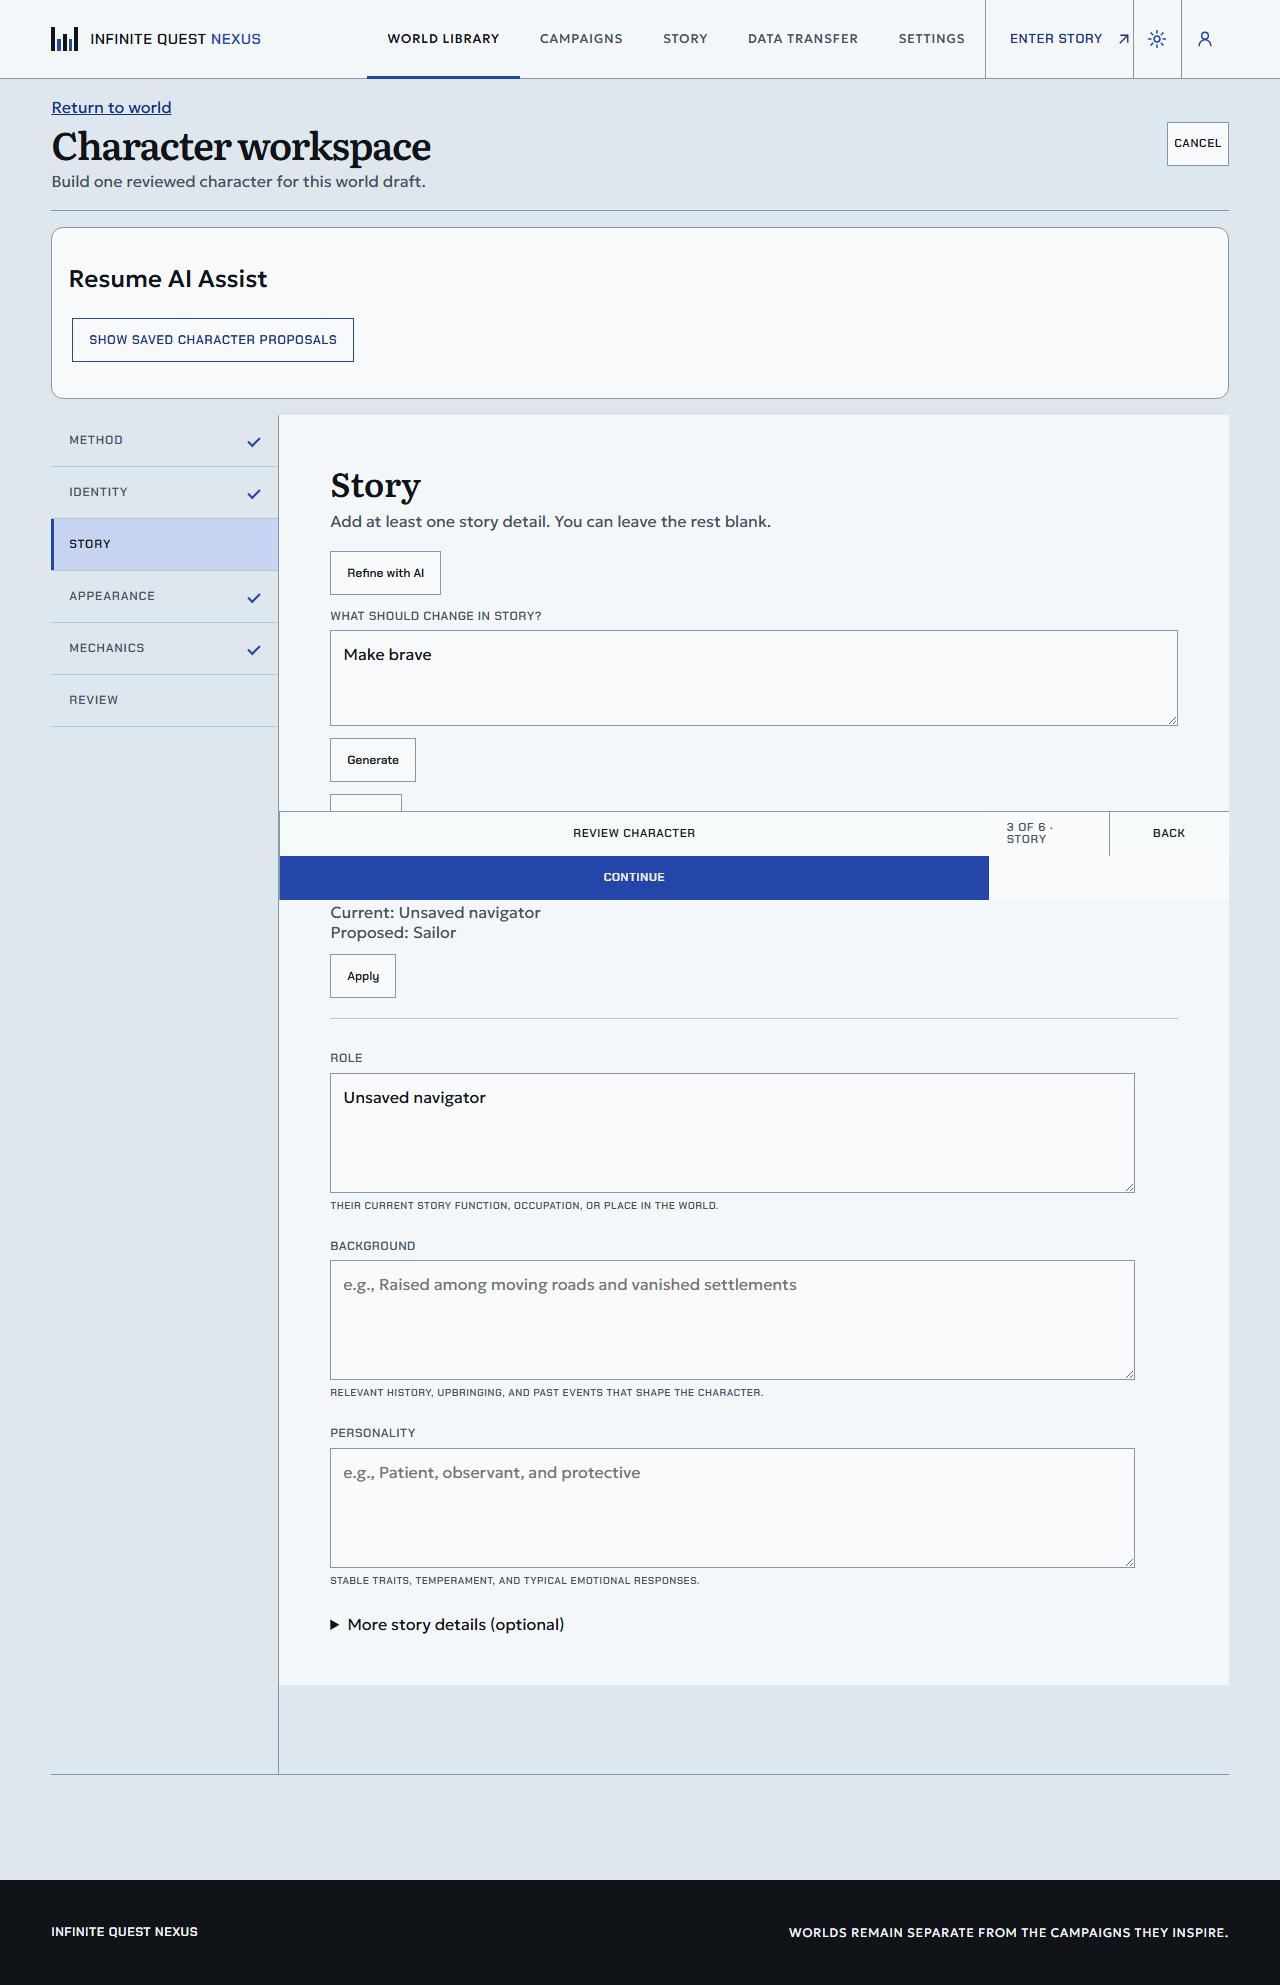 INFINITE QUEST NEXUS
WORLD LIBRARY
CAMPAIGNS
STORY
DATA TRANSFER
SETTINGS
ENTER STORY
Return to world
Character workspace
Build one reviewed character for this world draft.
CANCEL
Resume AI Assist
SHOW SAVED CHARACTER PROPOSALS
METHOD
IDENTITY
STORY
APPEARANCE
MECHANICS
REVIEW
Story
Add at least one story detail. You can leave the rest blank.
Refine with AI
WHAT SHOULD CHANGE IN STORY?
Make brave
Generate
REVIEW CHARACTER
3 OF 6 ·
STORY
BACK
CONTINUE
Current: Unsaved navigator
Proposed: Sailor
Apply
ROLE
Unsaved navigator
THEIR CURRENT STORY FUNCTION, OCCUPATION, OR PLACE IN THE WORLD.
BACKGROUND
e.g., Raised among moving roads and vanished settlements
RELEVANT HISTORY, UPBRINGING, AND PAST EVENTS THAT SHAPE THE CHARACTER.
PERSONALITY
e.g., Patient, observant, and protective
STABLE TRAITS, TEMPERAMENT, AND TYPICAL EMOTIONAL RESPONSES.
More story details (optional)
INFINITE QUEST NEXUS
WORLDS REMAIN SEPARATE FROM THE CAMPAIGNS THEY INSPIRE.